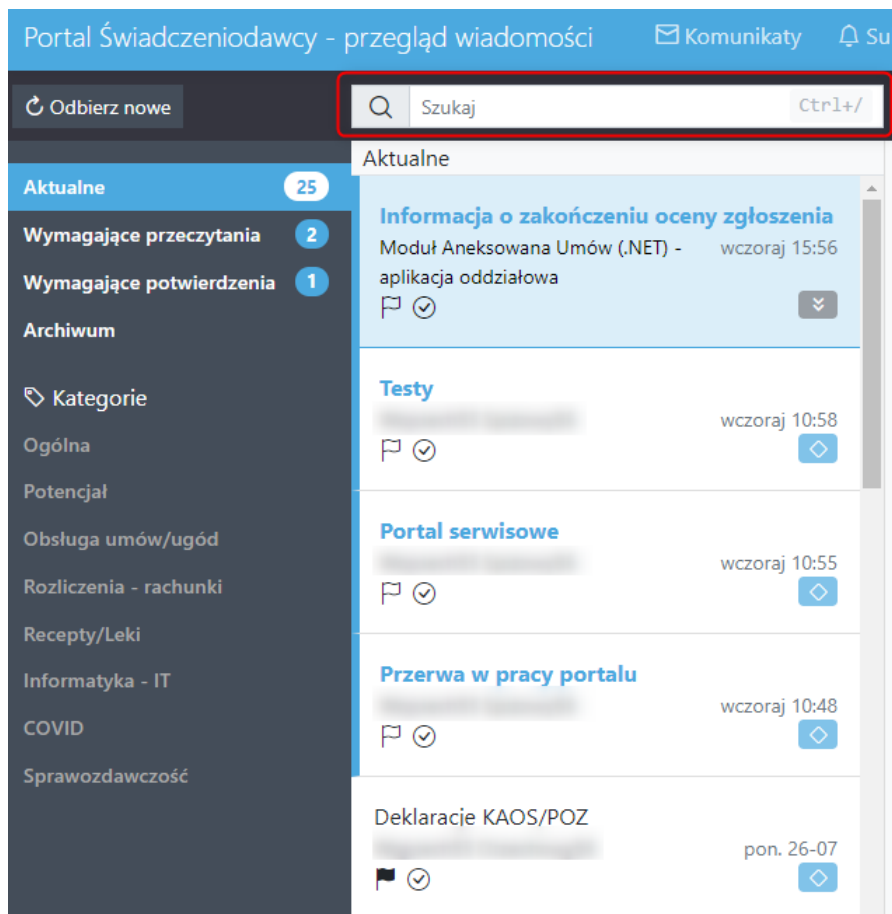 Portal Świadczeniodawcy - przegląd wiadomości
Komunikaty
Su
Odbierz nowe
Szukaj
Ctrl+/
Aktualne 25
Wymagające przeczytania 2
Wymagające potwierdzenia 1
Archiwum
Kategorie
Ogólna
Potencjał
Obsługa umów/ugód
Rozliczenia - rachunki
Recepty/Leki
Informatyka - IT
COVID
Sprawozdawczość
Aktualne
Informacja o zakończeniu oceny zgłoszenia
Moduł Aneksowana Umów (.NET) - wczoraj 15:56
aplikacja oddziałowa
Testy
wczoraj 10:58
Portal serwisowe
wczoraj 10:55
Przerwa w pracy portalu
wczoraj 10:48
Deklaracje KAOS/POZ
pon. 26-07